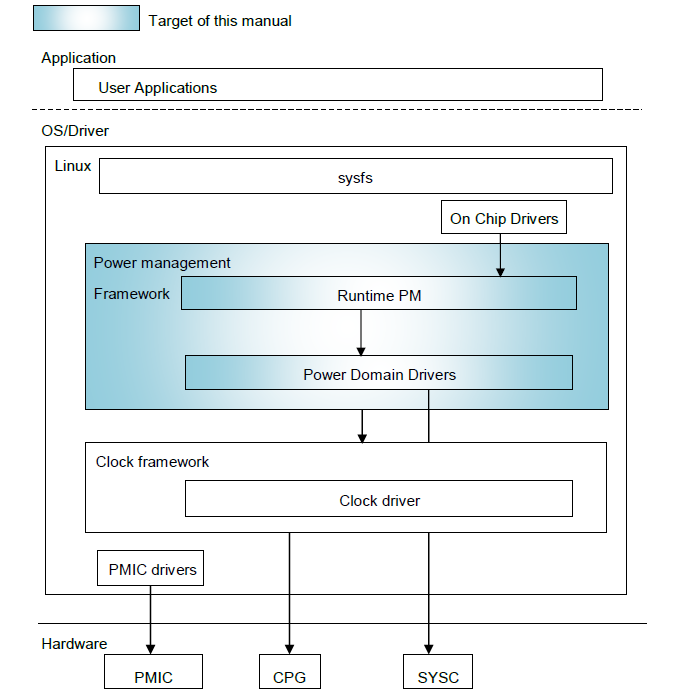 Target of this manual
Application
User Applications
OS/Driver
Linux
sysfs
On Chip Drivers
Power management
Framework
Runtime PM
Power Domain Drivers
Clock framework
Clock driver
PMIC drivers
Hardware
PMIC
CPG
SYSC